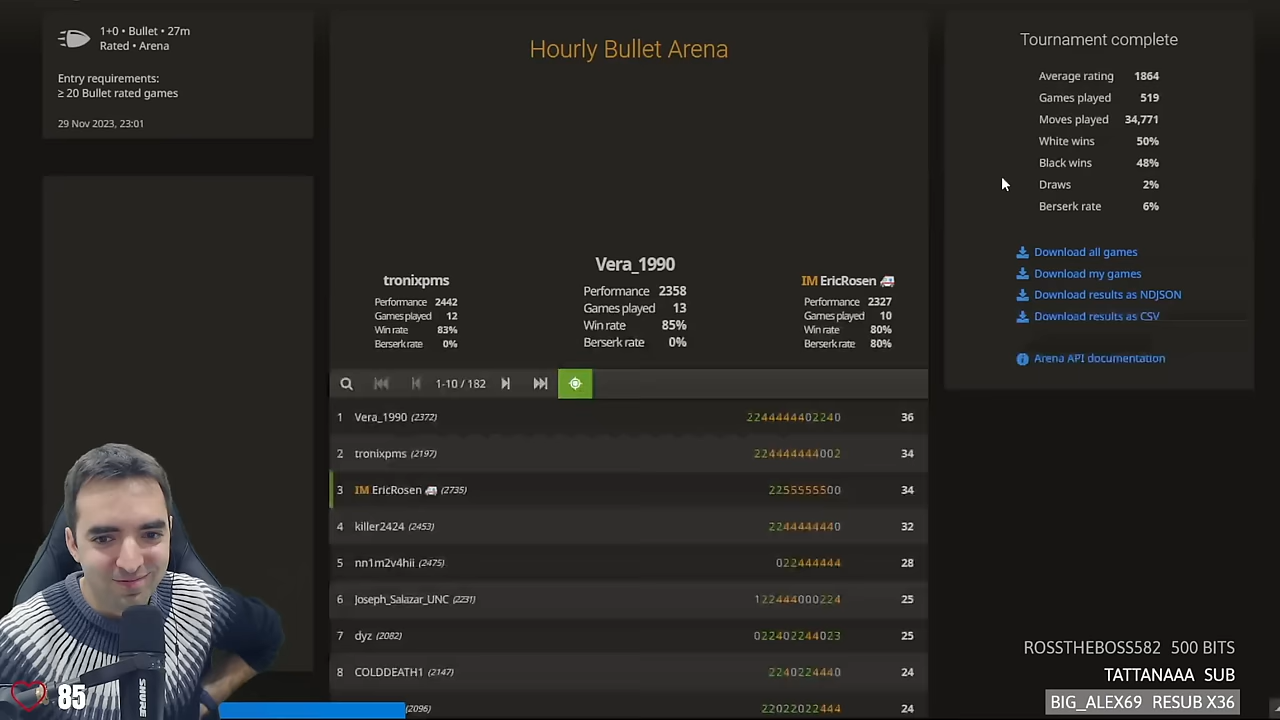 1+0 • Bullet • 27m
Rated • Arena
Entry requirements:
≥ 20 Bullet rated games
29 Nov 2023, 23:01
Hourly Bullet Arena
tronixpms
Performance 2442
Games played 12
Win rate 83%
Berserk rate 0%
Vera_1990
Performance 2358
Games played 13
Win rate 85%
Berserk rate 0%
IM EricRosen
Performance 2327
Games played 10
Win rate 80%
Berserk rate 80%
1-10 / 182
1 Vera_1990 (2372) 2244444402240 36
2 tronixpms (2197) 224444444002 34
3 IM EricRosen (2735) 2255555500 34
4 killer2424 (2453) 2244444440 32
5 nn1m2v4hii (2475) 022444444 28
6 Joseph_Salazar_UNC (2231) 122444000224 25
7 dyz (2082) 022402244023 25
8 COLDDEATH1 (2147) 2240224440 24
(2096) 22022022444 24
Tournament complete
Average rating 1864
Games played 519
Moves played 34,771
White wins 50%
Black wins 48%
Draws 2%
Berserk rate 6%
Download all games
Download my games
Download results as NDJSON
Download results as CSV
Arena API documentation
85
SHURE
ROSSTHEBOSS582 500 BITS
TATTANAAA SUB
BIG_ALEX69 RESUB X36